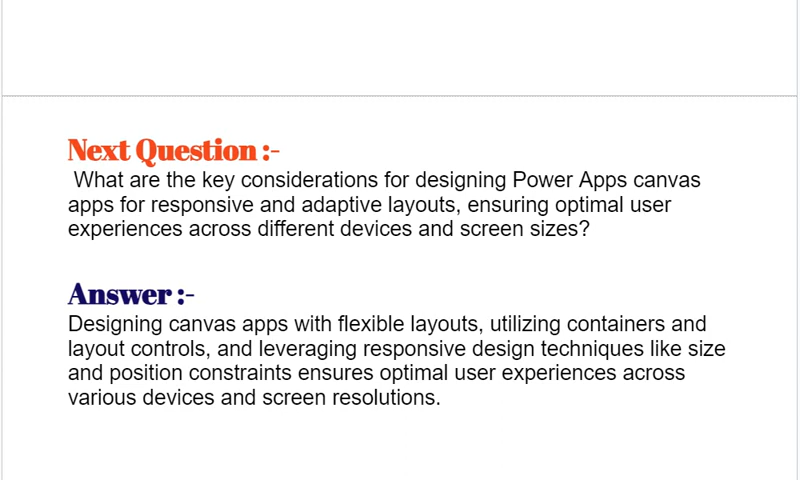 Next Question :-
What are the key considerations for designing Power Apps canvas
apps for responsive and adaptive layouts, ensuring optimal user
experiences across different devices and screen sizes?
Answer :-
Designing canvas apps with flexible layouts, utilizing containers and
layout controls, and leveraging responsive design techniques like size
and position constraints ensures optimal user experiences across
various devices and screen resolutions.